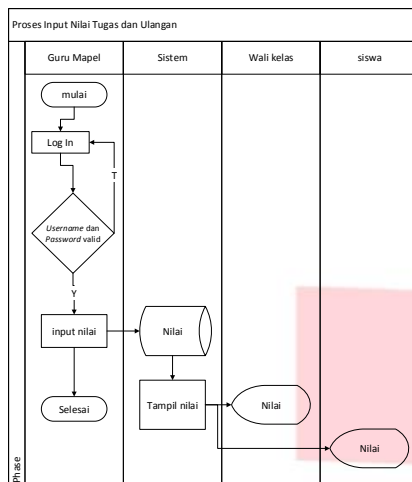 Proses Input Nilai Tugas dan Ulangan
Guru Mapel
Sistem
Wali kelas
siswa
mulai
Log In
T
Username dan
Password valid
Y
input nilai
Nilai
Selesai
Tampil nilai
Nilai
Nilai
Phase